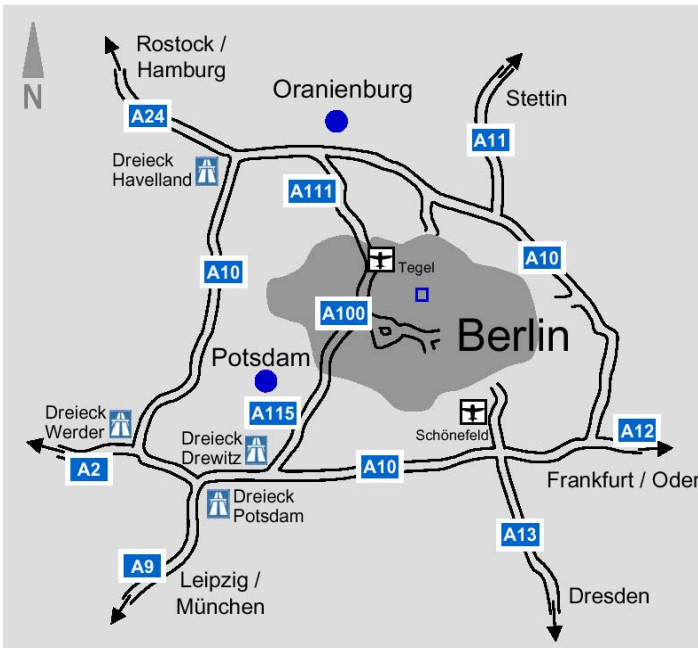 Rostock /
Hamburg
N
Oranienburg
Stettin
A24
A11
Dreieck
Havelland
A111
A10
A10
Tegel
A100
Berlin
Potsdam
A115
Dreieck
Werder
Dreieck
Drewitz
Schönefeld
A12
A2
A10
Frankfurt / Oder
Dreieck
Potsdam
A13
A9
Leipzig /
München
Dresden